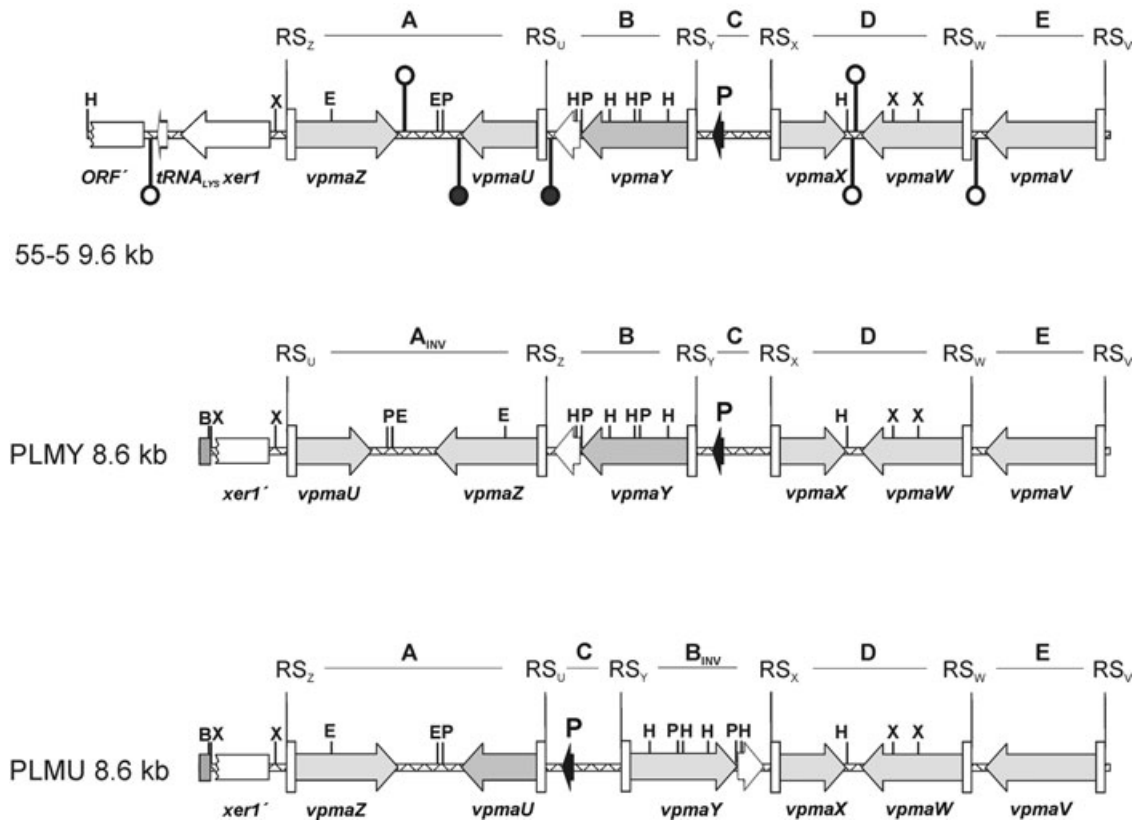 A B C D E
RSZ RSU RSY RSX RSW RSV
H X E EP HP H HP H P H X X
ORF´ tRNALYS xer1 vpmaZ vpmaU vpmaY vpmaX vpmaW vpmaV
55-5 9.6 kb
AINV B C D E
RSU RSZ RSY RSX RSW RSV
BX X PE E HP H HP H P H X X
PLMY 8.6 kb
xer1´ vpmaU vpmaZ vpmaY vpmaX vpmaW vpmaV
A C BINV D E
RSZ RSU RSY RSX RSW RSV
BX X E EP P H PH H PH H X X
PLMU 8.6 kb
xer1´ vpmaZ vpmaU vpmaY vpmaX vpmaW vpmaV